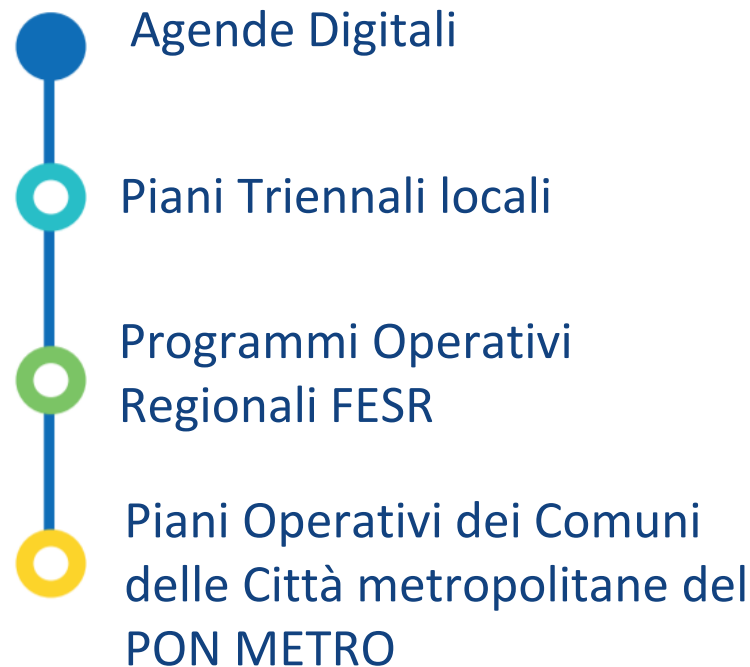 Agende Digitali
Piani Triennali locali
Programmi Operativi
Regionali FESR
Piani Operativi dei Comuni
delle Città metropolitane del
PON METRO